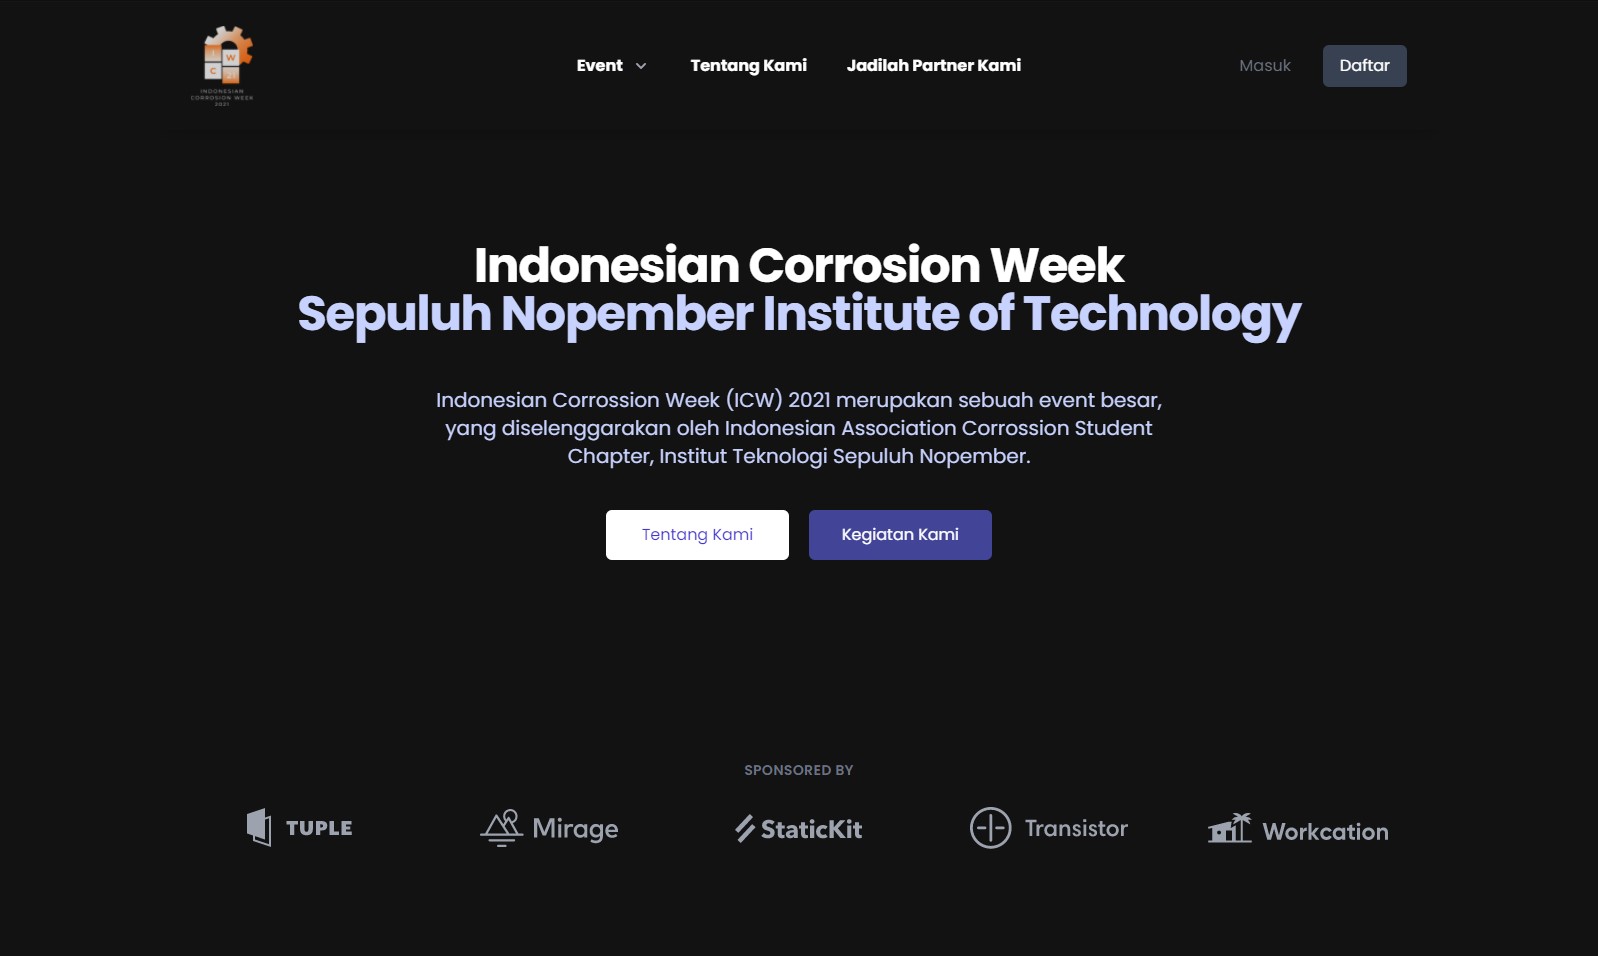 I W
C 21
INDONESIAN
CORROSION WEEK
2021
Event
Tentang Kami
Jadilah Partner Kami
Masuk
Daftar
Indonesian Corrosion Week
Sepuluh Nopember Institute of Technology
Indonesian Corrossion Week (ICW) 2021 merupakan sebuah event besar,
yang diselenggarakan oleh Indonesian Association Corrossion Student
Chapter, Institut Teknologi Sepuluh Nopember.
Tentang Kami
Kegiatan Kami
SPONSORED BY
TUPLE
Mirage
StaticKit
Transistor
Workcation